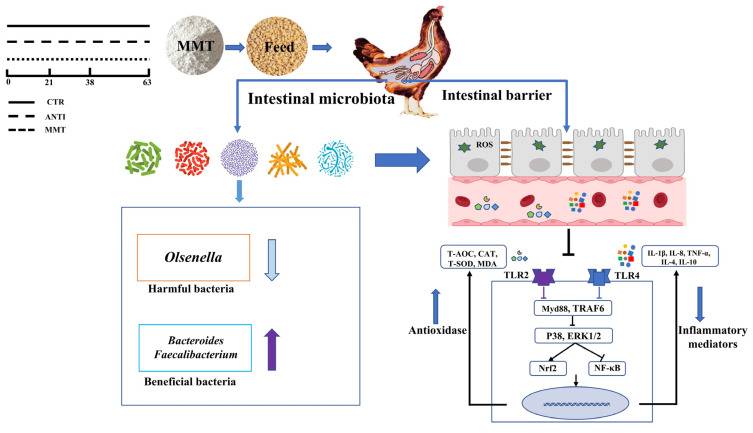 MMT
Feed
0 21 38 63
CTR
ANTI
MMT
Intestinal microbiota
Intestinal barrier
ROS
Olsenella
Harmful bacteria
Bacteroides
Faecalibacterium
Beneficial bacteria
T-AOC, CAT,
T-SOD, MDA
IL-1β, IL-8, TNF-α,
IL-4, IL-10
TLR2
TLR4
Myd88, TRAF6
P38, ERK1/2
Nrf2
NF-κB
Antioxidase
Inflammatory
mediators